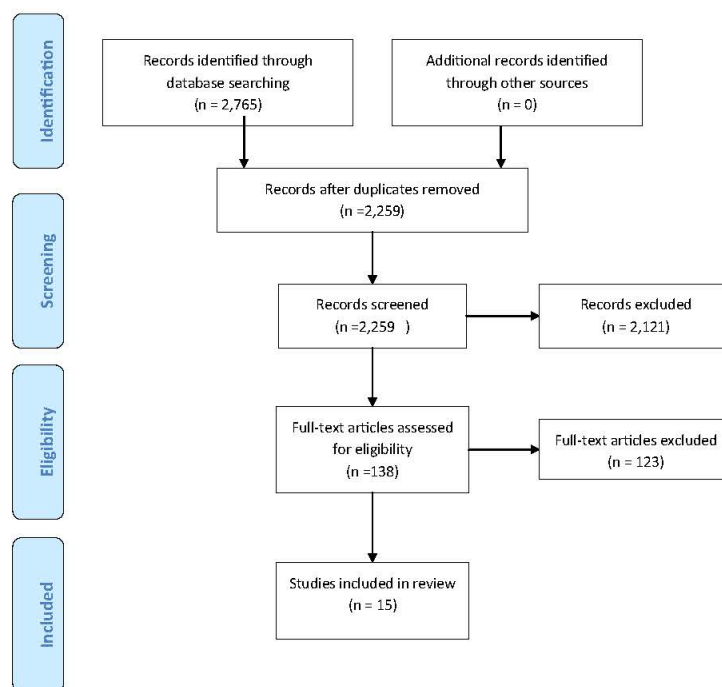 Identification
Records identified through
database searching
(n = 2,765)
Additional records identified
through other sources
(n = 0)
Records after duplicates removed
(n =2,259)
Screening
Records screened
(n =2,259 )
Records excluded
(n = 2,121)
Eligibility
Full-text articles assessed
for eligibility
(n =138)
Full-text articles excluded
(n = 123)
Included
Studies included in review
(n = 15)